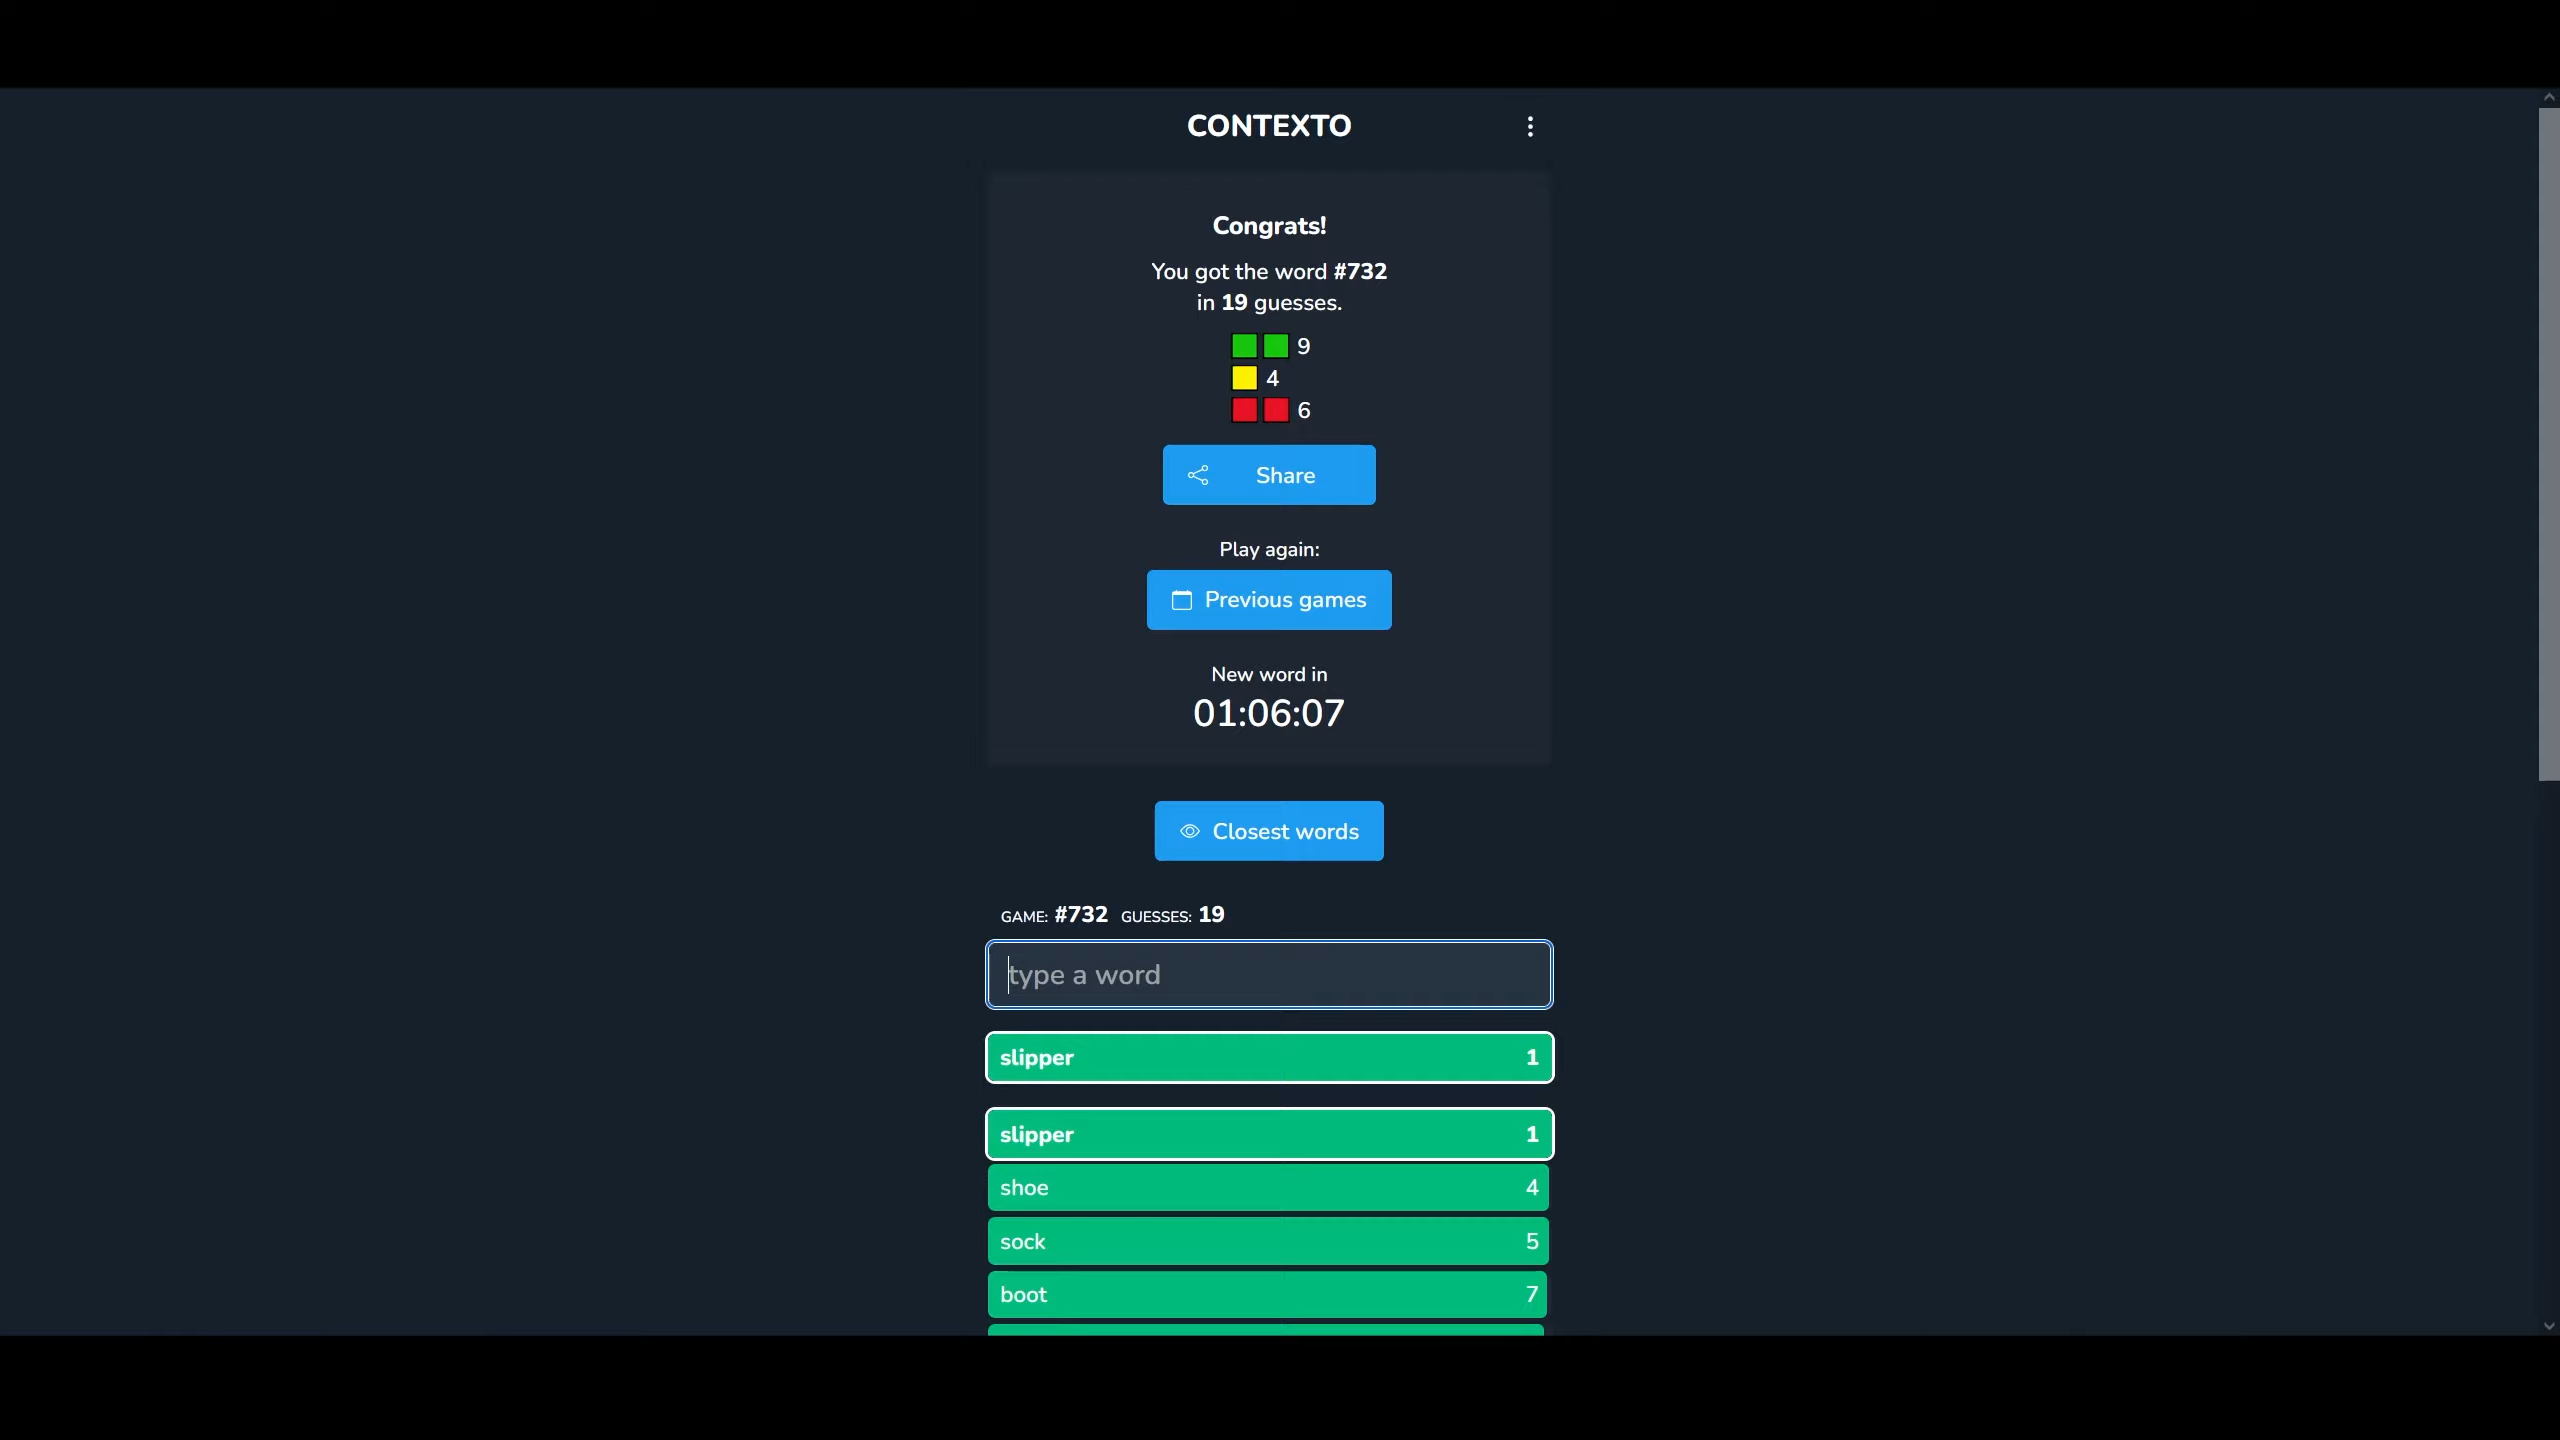 CONTEXTO
Congrats!
You got the word #732
in 19 guesses.
9
4
6
Share
Play again:
Previous games
New word in
01:06:07
Closest words
GAME: #732 GUESSES: 19
type a word
slipper 1
slipper 1
shoe 4
sock 5
boot 7